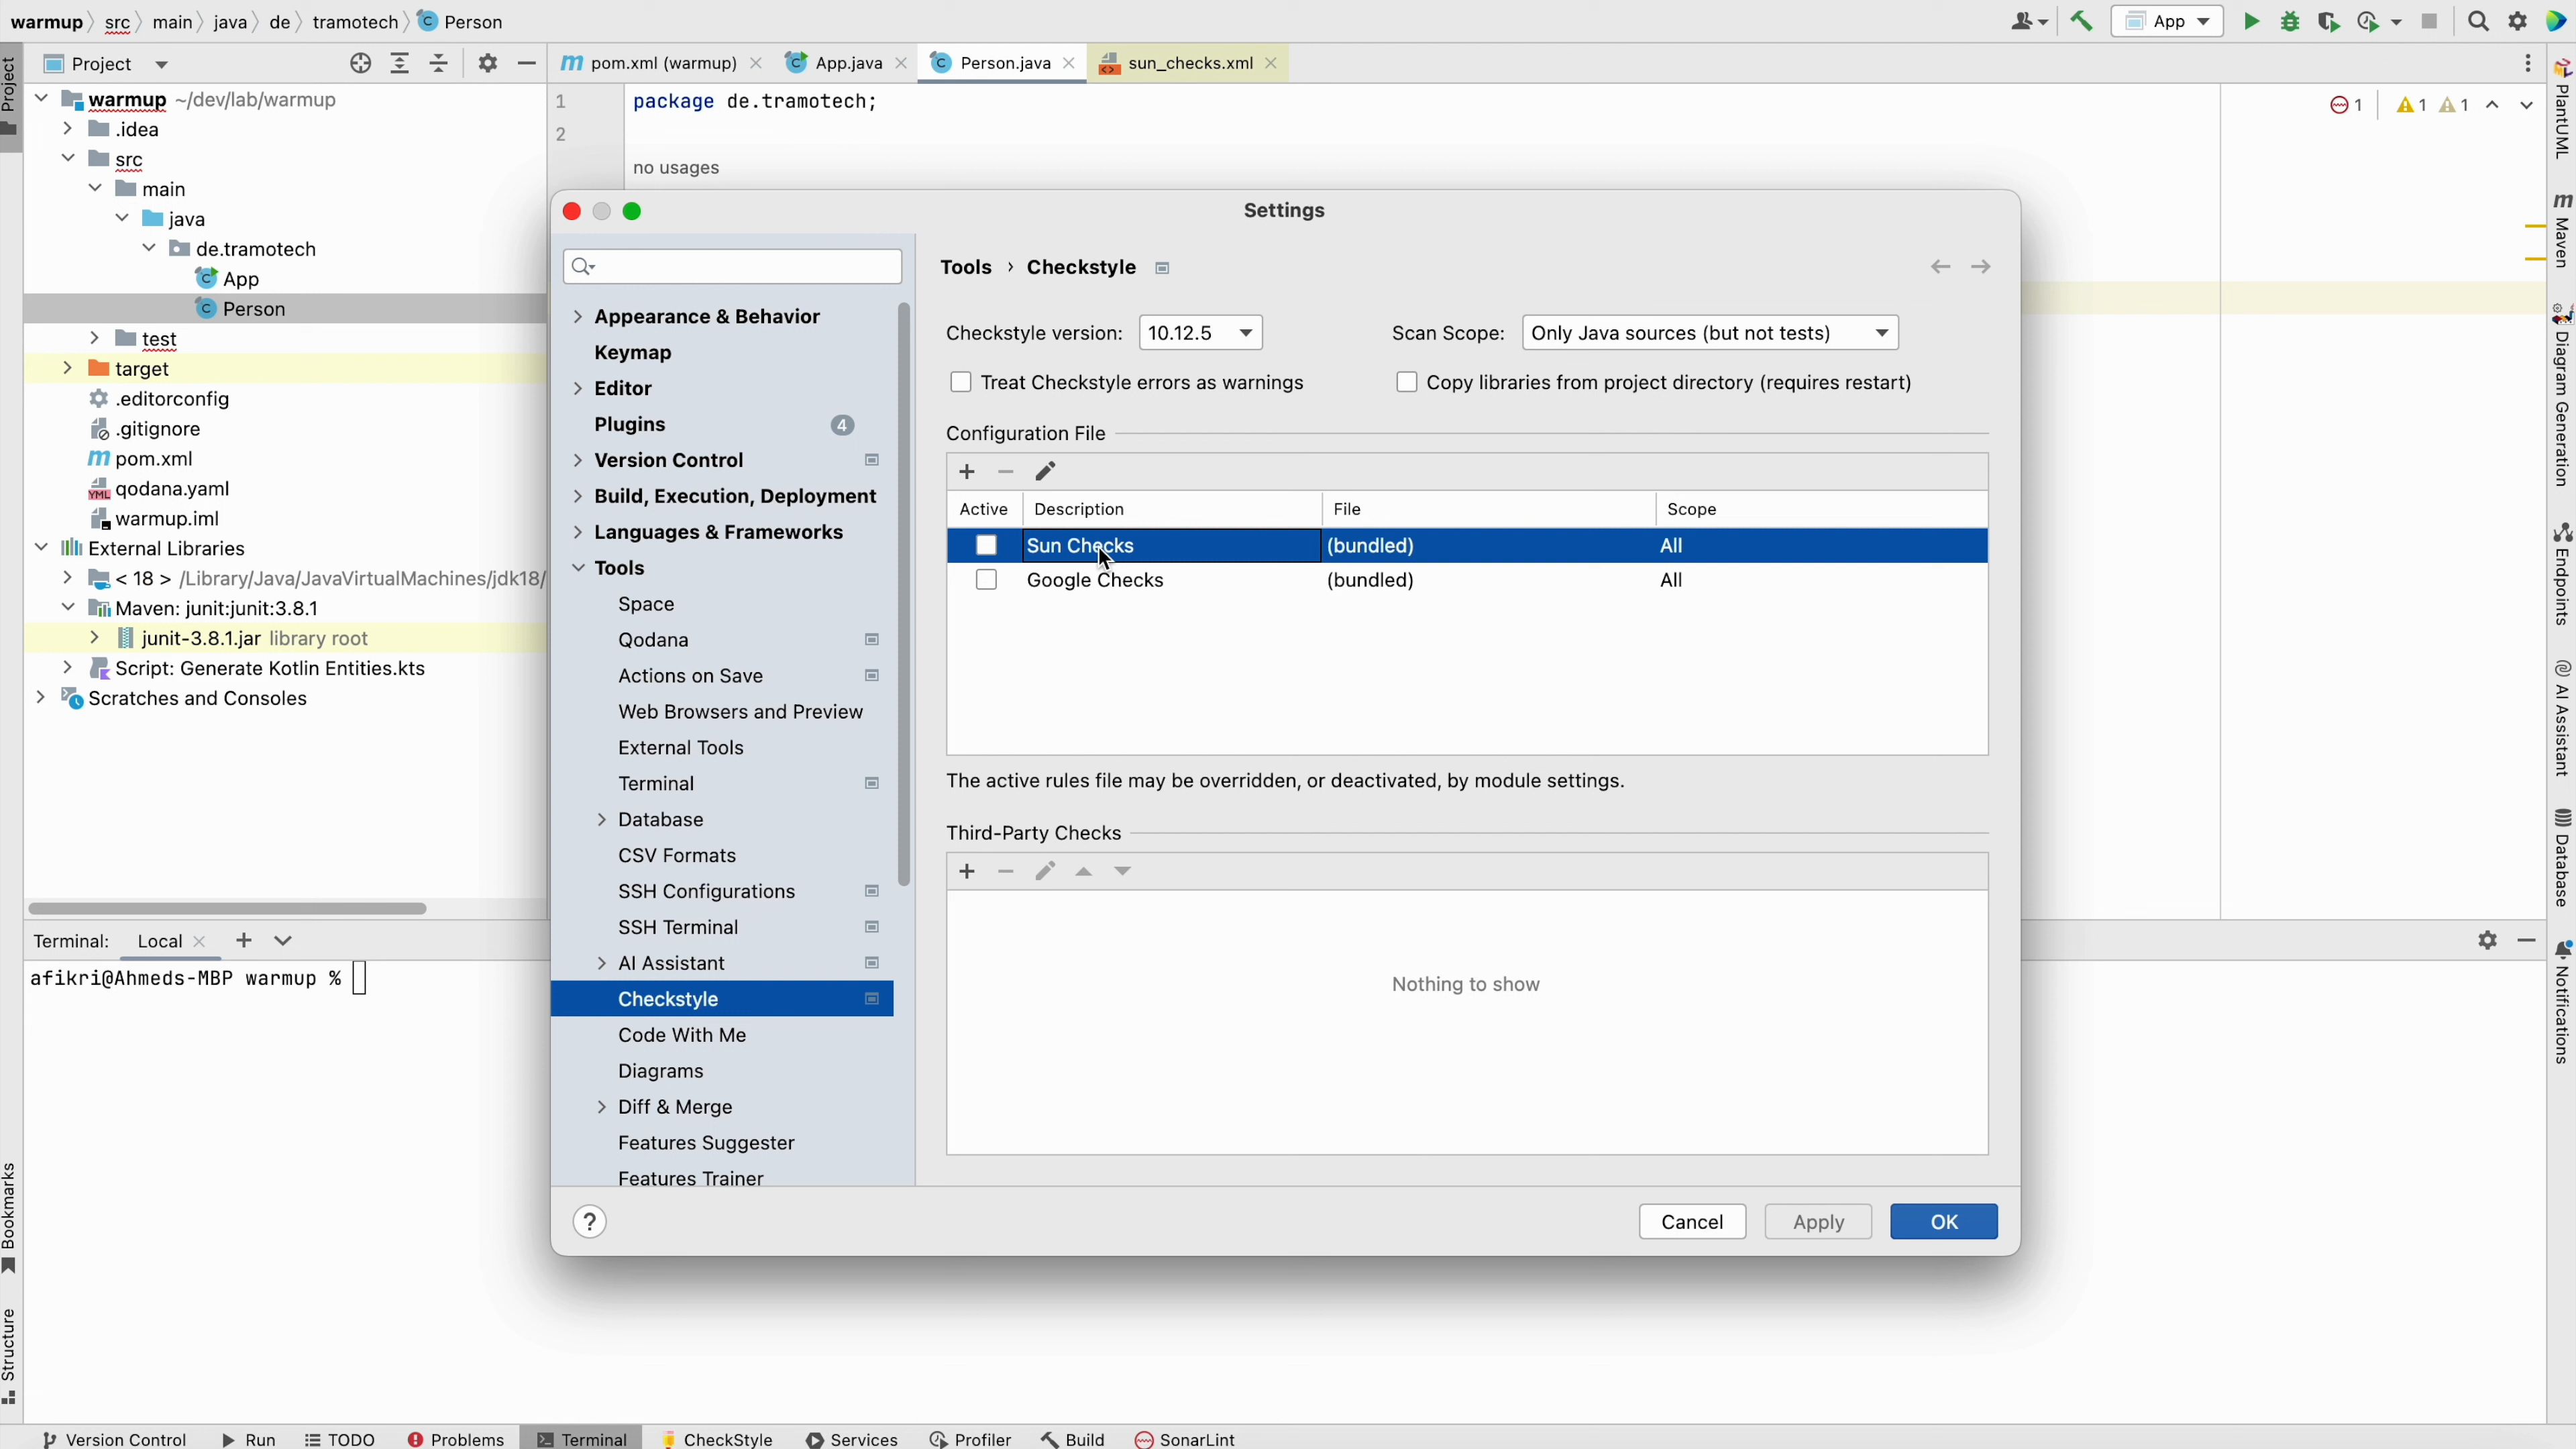 warmup src main java de tramotech Person
App
Project
pom.xml (warmup) App.java Person.java sun_checks.xml
Project
warmup ~/dev/lab/warmup
.idea
src
main
java
de.tramotech
App
Person
test
target
.editorconfig
.gitignore
pom.xml
qodana.yaml
warmup.iml
External Libraries
< 18 > /Library/Java/JavaVirtualMachines/jdk18/
Maven: junit:junit:3.8.1
junit-3.8.1.jar library root
Script: Generate Kotlin Entities.kts
Scratches and Consoles
1 package de.tramotech;
2
no usages
1 1 1
Settings
Appearance & Behavior
Keymap
Editor
Plugins 4
Version Control
Build, Execution, Deployment
Languages & Frameworks
Tools
Space
Qodana
Actions on Save
Web Browsers and Preview
External Tools
Terminal
Database
CSV Formats
SSH Configurations
SSH Terminal
AI Assistant
Checkstyle
Code With Me
Diagrams
Diff & Merge
Features Suggester
Features Trainer
Tools › Checkstyle
Checkstyle version: 10.12.5 Scan Scope: Only Java sources (but not tests)
Treat Checkstyle errors as warnings Copy libraries from project directory (requires restart)
Configuration File
Active Description File Scope
Sun Checks (bundled) All
Google Checks (bundled) All
The active rules file may be overridden, or deactivated, by module settings.
Third-Party Checks
Nothing to show
? Cancel Apply OK
Terminal: Local
afikri@Ahmeds-MBP warmup %
PlantUML
Maven
Diagram Generation
Endpoints
AI Assistant
Database
Notifications
Bookmarks
Structure
Version Control Run TODO Problems Terminal CheckStyle Services Profiler Build SonarLint